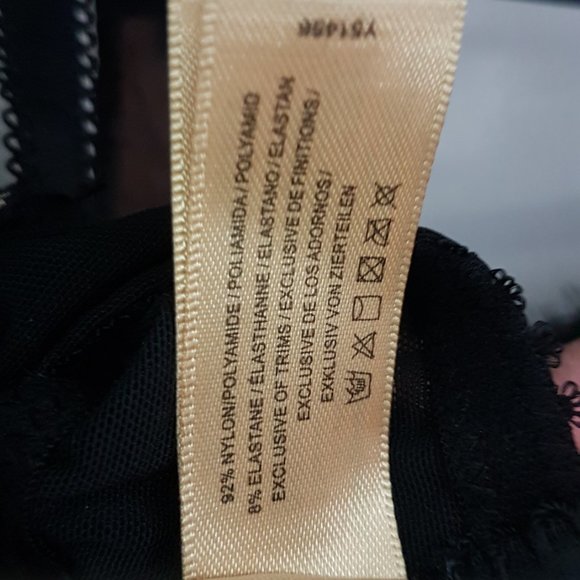 Y51498
92% NYLON/POLYAMIDE/POLIAMIDA/POLYAMID
8% ELASTANE/ÉLASTHANNE/ELASTANO/ELASTAN
EXCLUSIVE OF TRIMS/EXCLUSIVE DE FINITIONS/
EXCLUSIVE DE LOS ADORNOS/
EXKLUSIV VON ZIERTEILEN